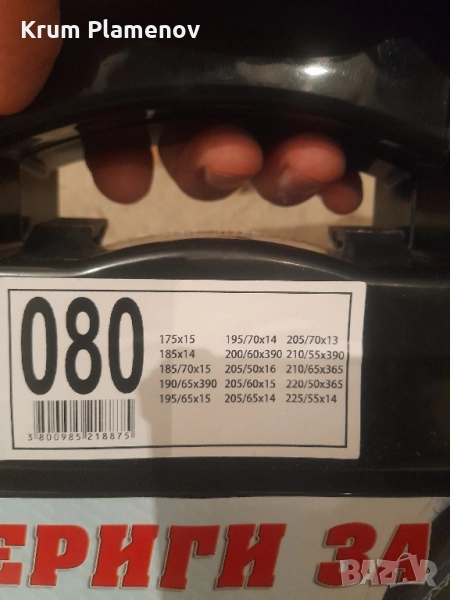 Krum Plamenov
080
175x15 195/70x14 205/70x13
185x14 200/60x390 210/55x390
185/70x15 205/50x16 210/65x365
190/65x390 205/60x15 220/50x365
195/65x15 205/65x14 225/55x14
3 800985 218875
ЕРИГИ ЗА
BAZAR